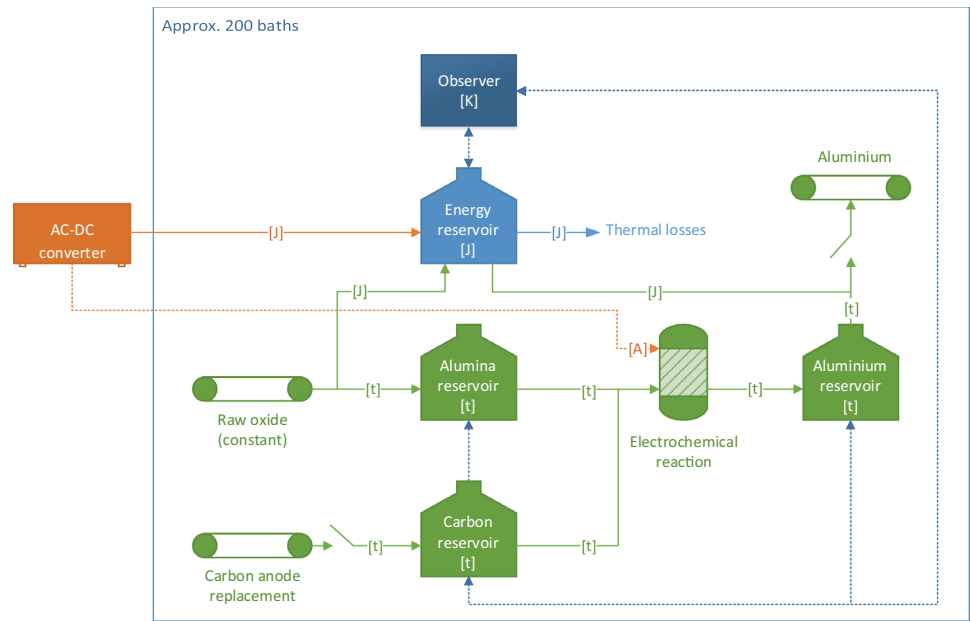 Approx. 200 baths
Observer
[K]
Aluminium
AC-DC
converter
[J]
Energy
reservoir
[J]
[J]
Thermal losses
[J]
[J]
[t]
[A]
Raw oxide
(constant)
[t]
Alumina
reservoir
[t]
[t]
Electrochemical
reaction
[t]
Aluminium
reservoir
[t]
Carbon anode
replacement
[t]
Carbon
reservoir
[t]
[t]